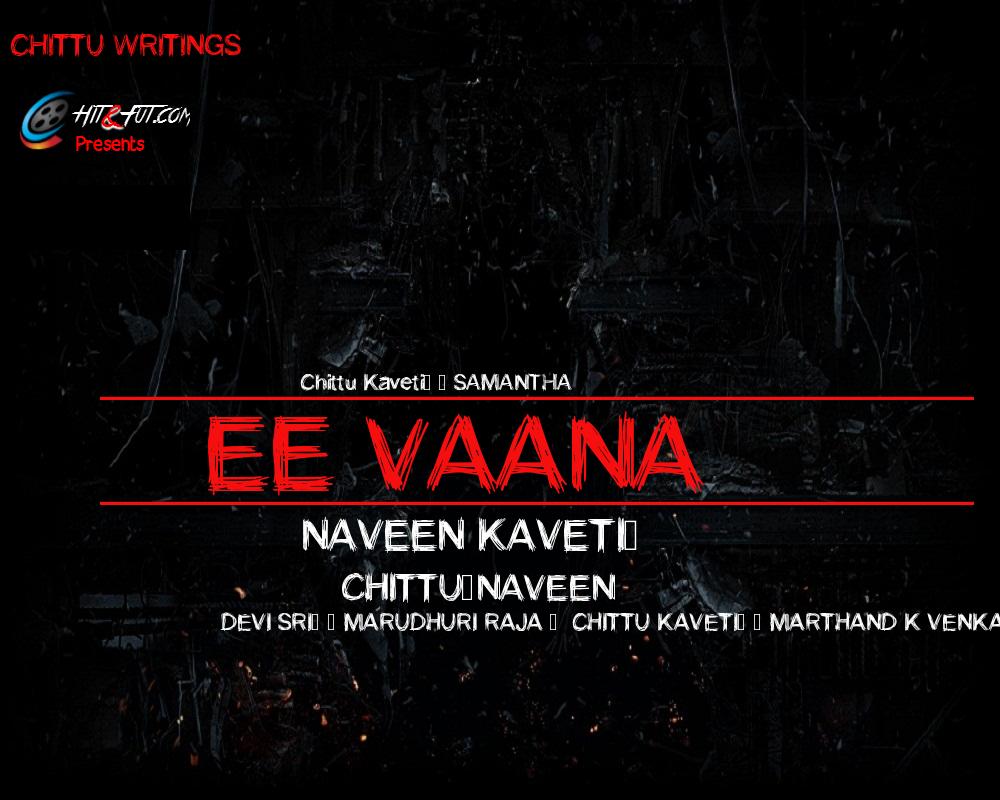 CHITTU WRITINGS
HIT&FUT.COM
Presents
Chittu Kaveti▯ ▯ SAMANTHA
EE VAANA
NAVEEN KAVETI▯
CHITTU▯NAVEEN
DEVI SRI▯ ▯ MARUDHURI RAJA ▯ CHITTU KAVETI▯ ▯ MARTHAND K VENKA